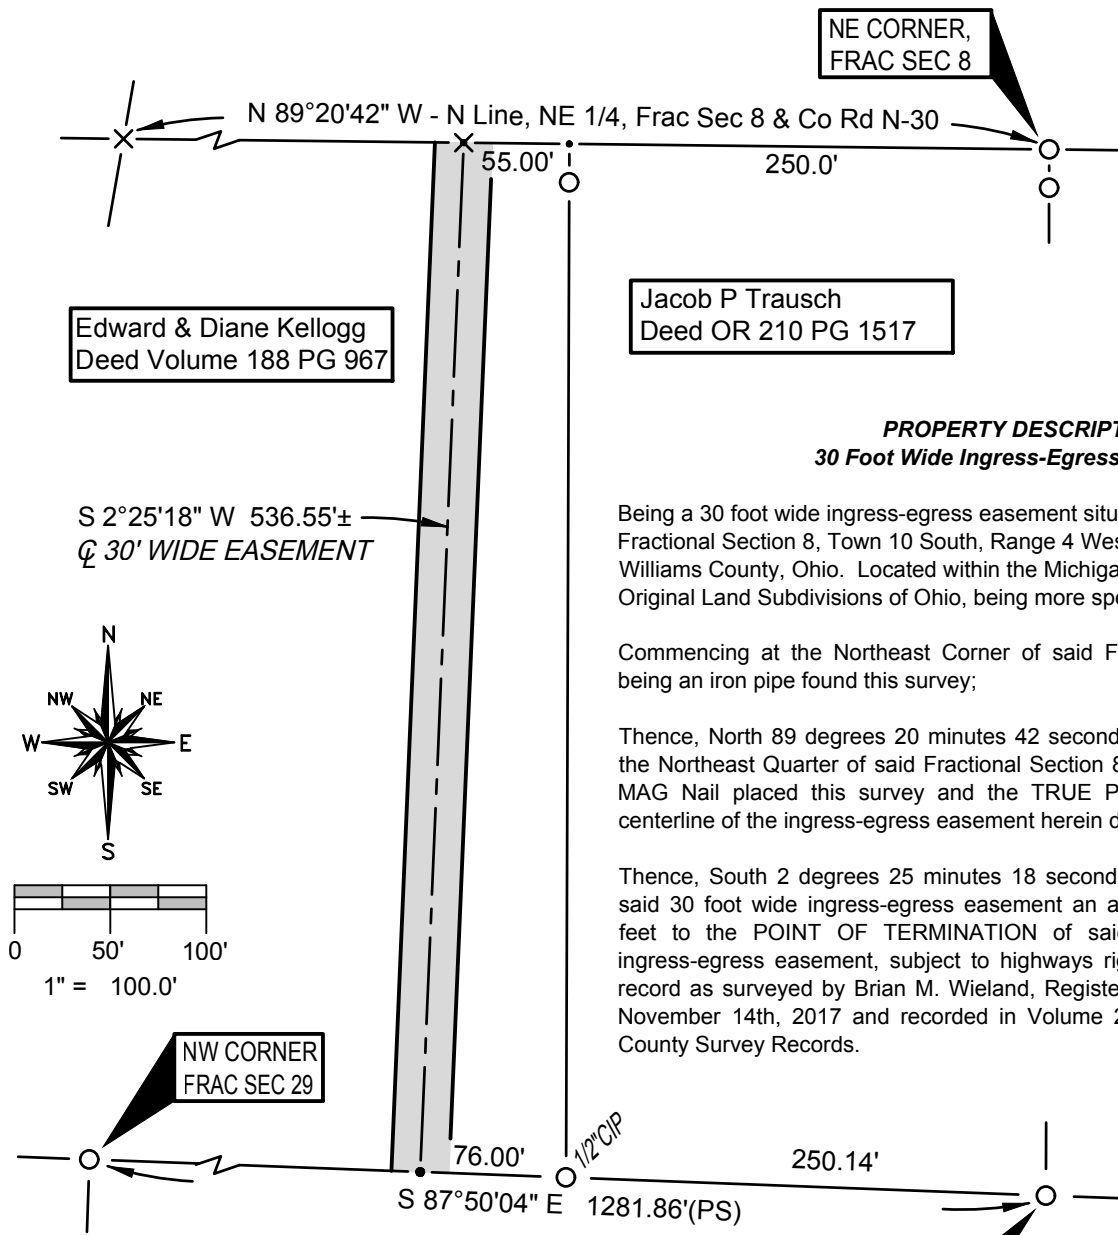 NE CORNER,
FRAC SEC 8
N 89°20'42" W - N Line, NE 1/4, Frac Sec 8 & Co Rd N-30
55.00'
250.0'
Edward & Diane Kellogg
Deed Volume 188 PG 967
Jacob P Trausch
Deed OR 210 PG 1517
S 2°25'18" W 536.55'±
℄ 30' WIDE EASEMENT
PROPERTY DESCRIPT
30 Foot Wide Ingress-Egress
Being a 30 foot wide ingress-egress easement situ
Fractional Section 8, Town 10 South, Range 4 Wes
Williams County, Ohio. Located within the Michiga
Original Land Subdivisions of Ohio, being more spe
Commencing at the Northeast Corner of said F
being an iron pipe found this survey;
Thence, North 89 degrees 20 minutes 42 second
the Northeast Quarter of said Fractional Section 8
MAG Nail placed this survey and the TRUE P
centerline of the ingress-egress easement herein d
Thence, South 2 degrees 25 minutes 18 second
said 30 foot wide ingress-egress easement an a
feet to the POINT OF TERMINATION of said
ingress-egress easement, subject to highways rig
record as surveyed by Brian M. Wieland, Registe
November 14th, 2017 and recorded in Volume 2
County Survey Records.
N
NW NE
W E
SW SE
S
0 50' 100'
1" = 100.0'
NW CORNER
FRAC SEC 29
76.00'
1/2"CIP
250.14'
S 87°50'04" E 1281.86'(PS)